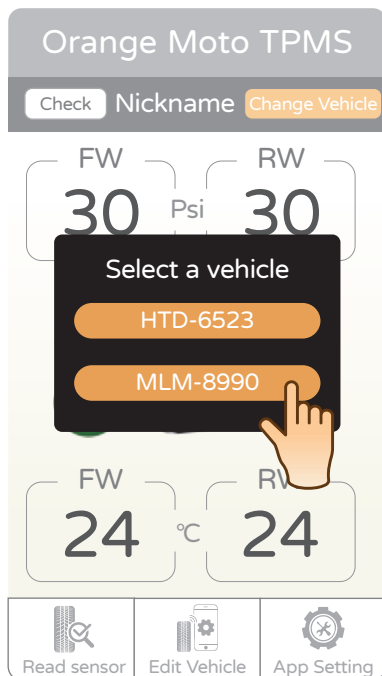 Orange Moto TPMS
Check Nickname Change Vehicle
FW RW
30 Psi 30
Select a vehicle
HTD-6523
MLM-8990
FW
24 ℃ 24
Read sensor Edit Vehicle App Setting